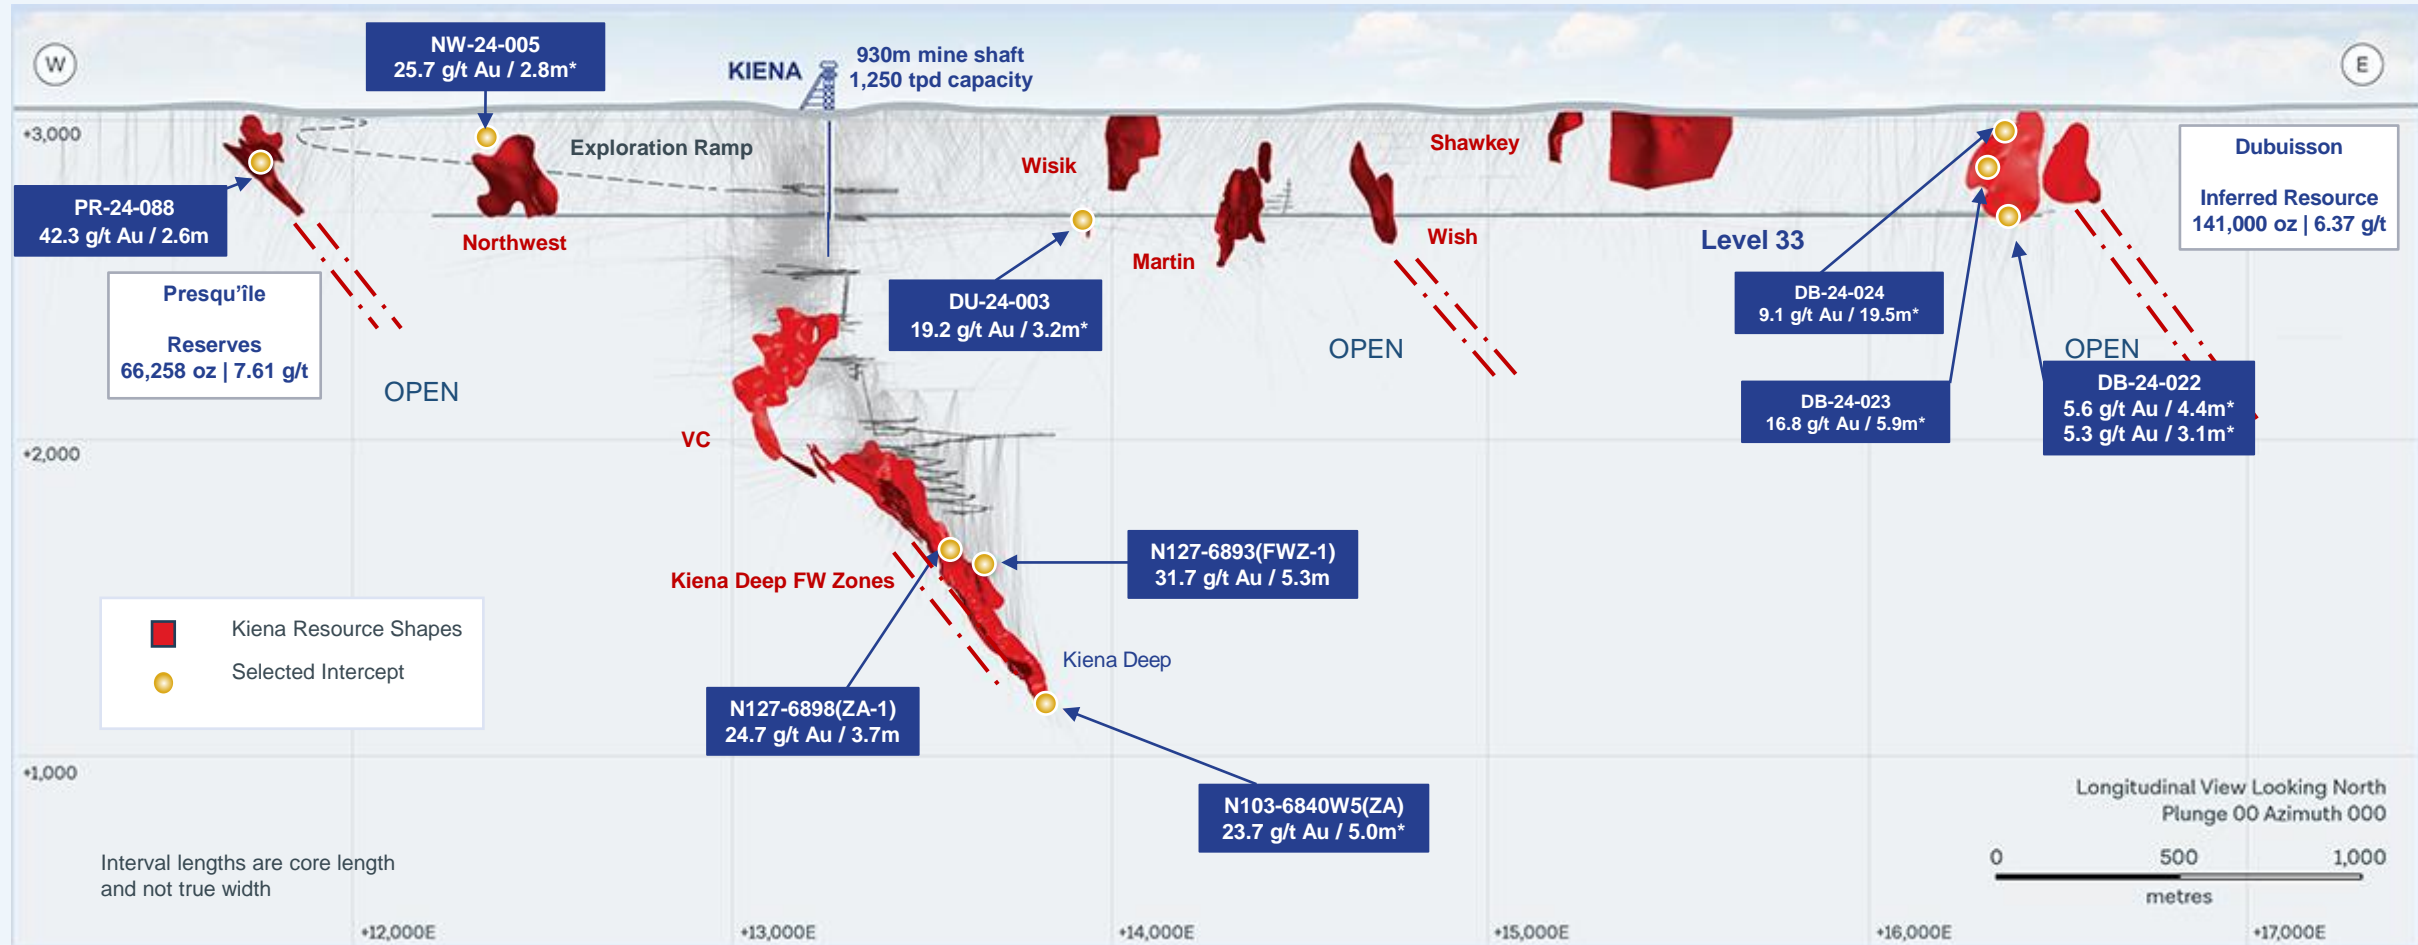 W
NW-24-005
25.7 g/t Au / 2.8m*
KIENA
930m mine shaft
1,250 tpd capacity
E
+3,000
Exploration Ramp
Wisik
Shawkey
Dubuisson
Inferred Resource
141,000 oz | 6.37 g/t
PR-24-088
42.3 g/t Au / 2.6m
Northwest
Martin
Wish
Level 33
Presqu'île
Reserves
66,258 oz | 7.61 g/t
OPEN
DU-24-003
19.2 g/t Au / 3.2m*
OPEN
DB-24-024
9.1 g/t Au / 19.5m*
OPEN
DB-24-023
16.8 g/t Au / 5.9m*
DB-24-022
5.6 g/t Au / 4.4m*
5.3 g/t Au / 3.1m*
VC
+2,000
Kiena Deep FW Zones
N127-6893(FWZ-1)
31.7 g/t Au / 5.3m
Kiena Resource Shapes
Selected Intercept
Kiena Deep
N127-6898(ZA-1)
24.7 g/t Au / 3.7m
+1,000
N103-6840W5(ZA)
23.7 g/t Au / 5.0m*
Longitudinal View Looking North
Plunge 00 Azimuth 000
0 500 1,000
metres
Interval lengths are core length
and not true width
+12,000E +13,000E +14,000E +15,000E +16,000E +17,000E